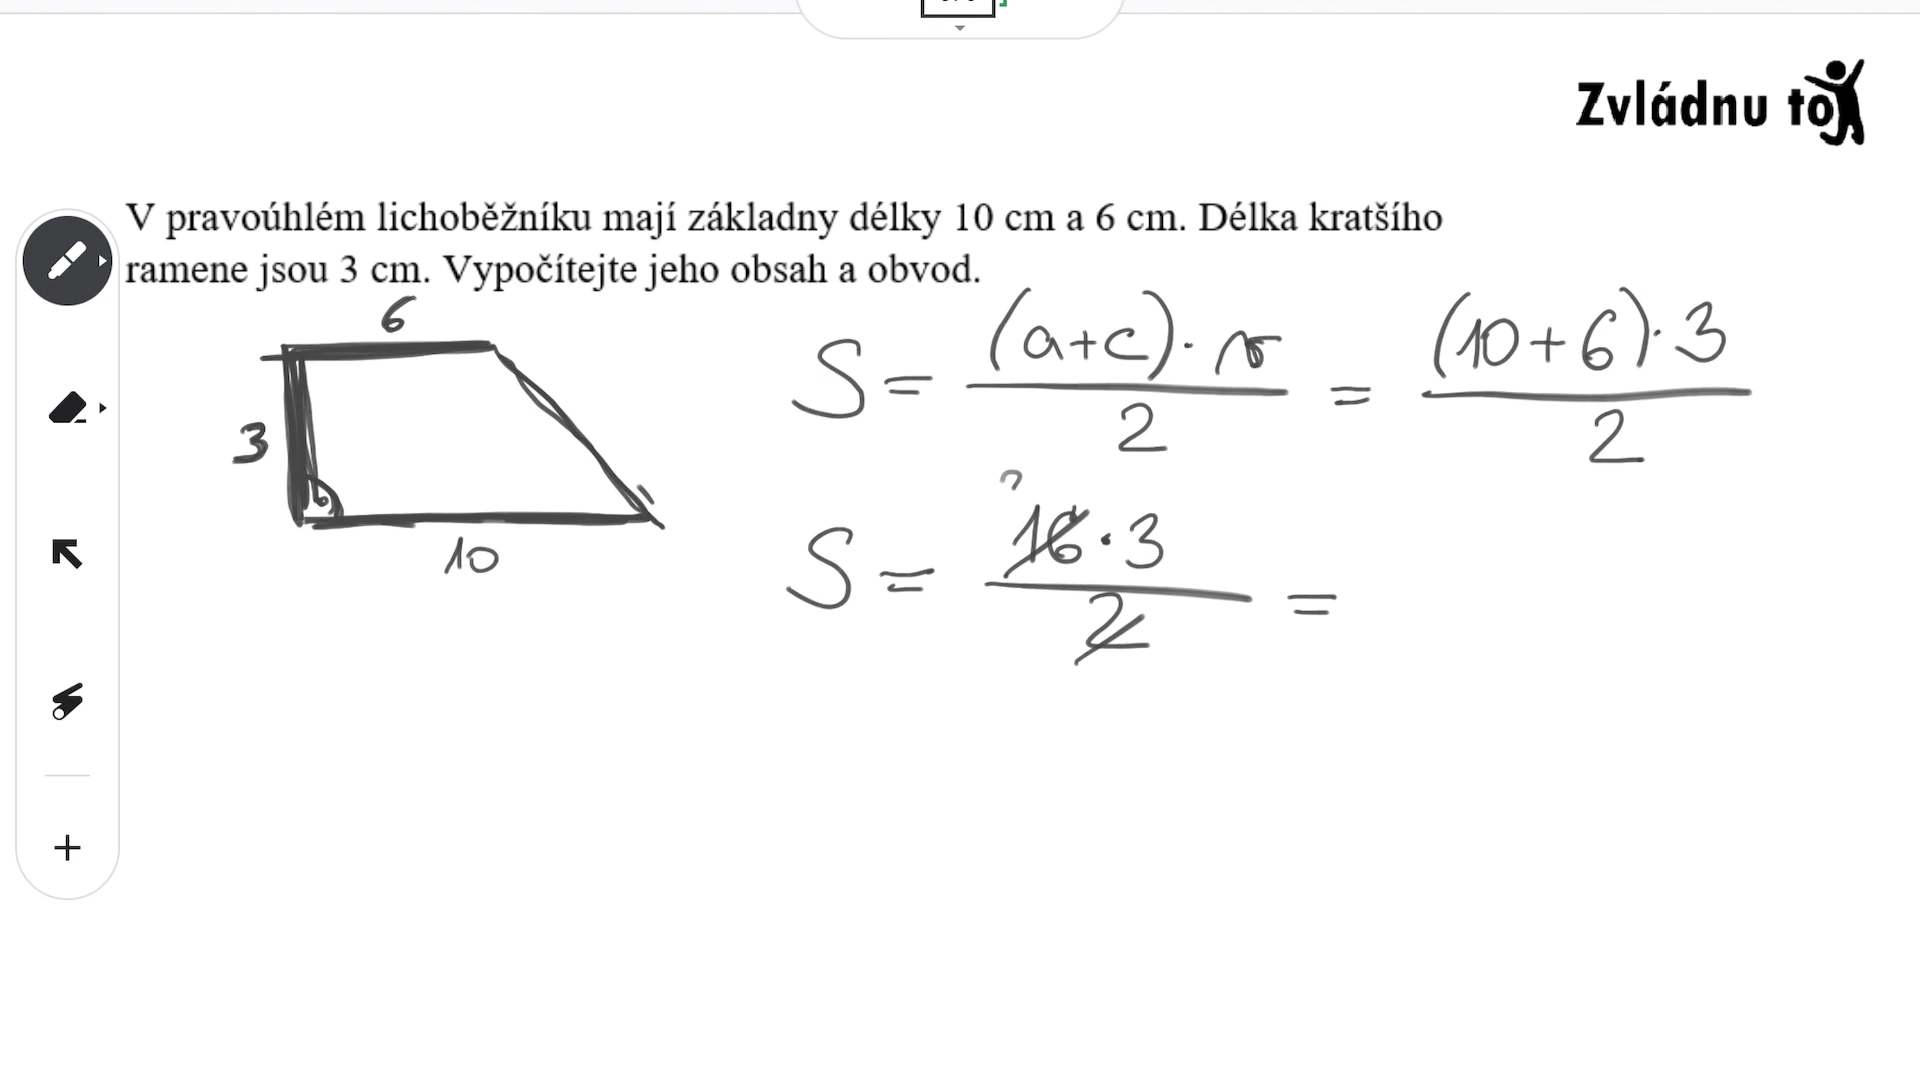 Zvládnu to
V pravoúhlém lichoběžníku mají základny délky 10 cm a 6 cm. Délka kratšího
ramene jsou 3 cm. Vypočítejte jeho obsah a obvod.
6
3
10
S = (a+c)·v / 2 = (10+6)·3 / 2
S = 16·3 / 2 =